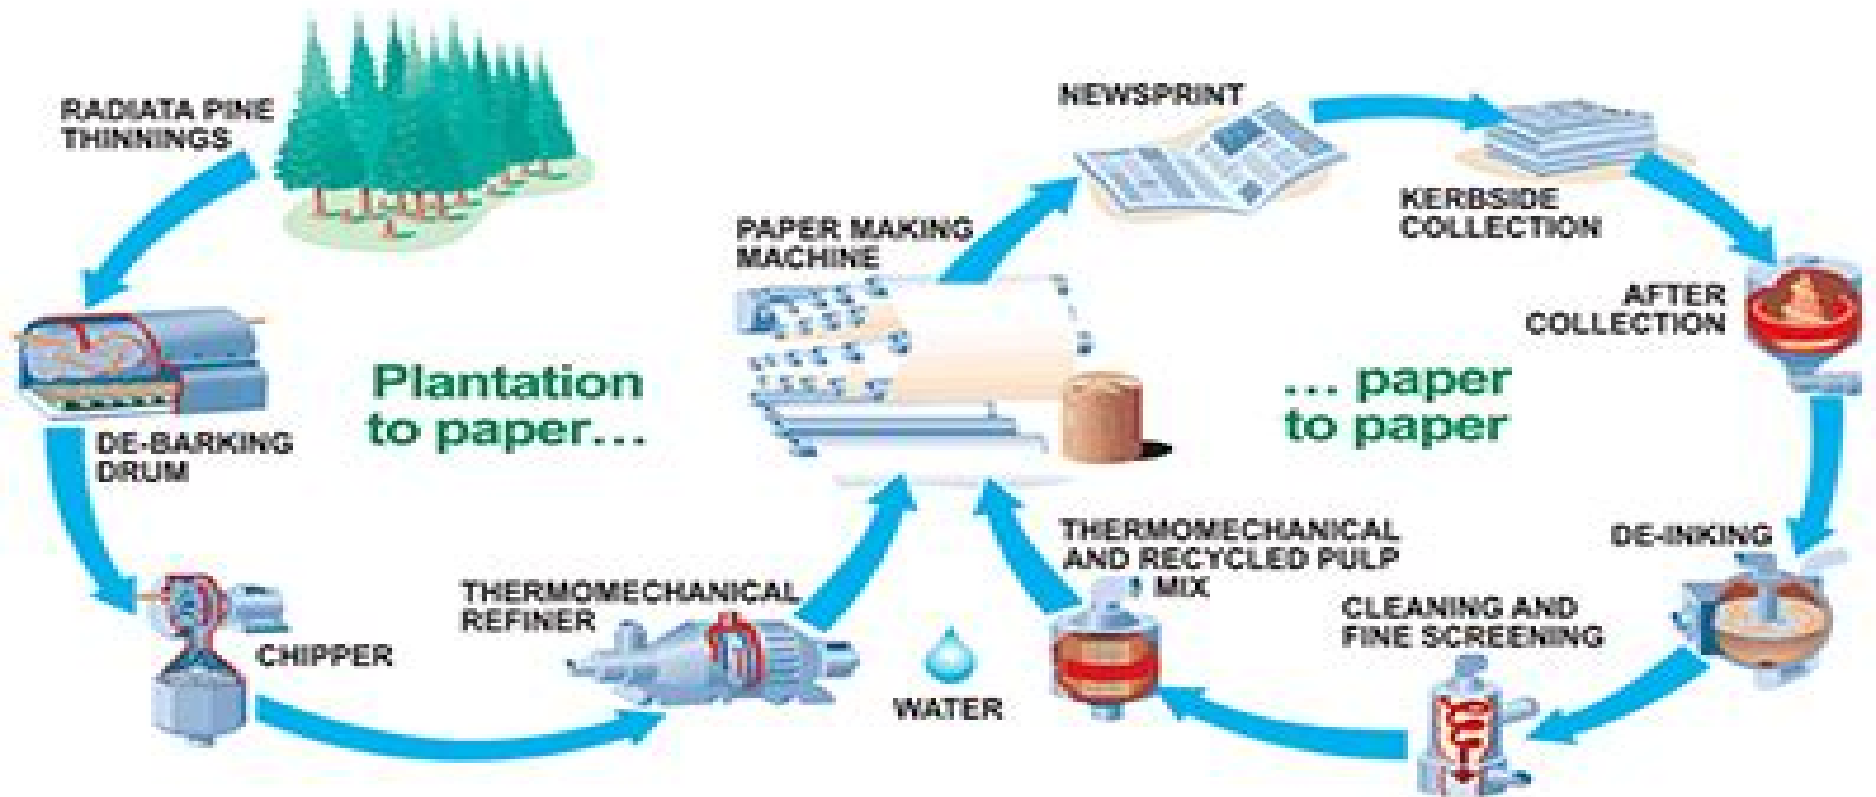 RADIATA PINE
THINNINGS
DE-BARKING
DRUM
CHIPPER
THERMOMECHANICAL
REFINER
Plantation
to paper...
PAPER MAKING
MACHINE
WATER
NEWSPRINT
KERBSIDE
COLLECTION
AFTER
COLLECTION
... paper
to paper
DE-INKING
CLEANING AND
FINE SCREENING
THERMOMECHANICAL
AND RECYCLED PULP
MIX